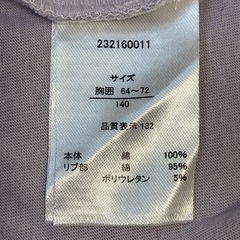 232160011
サイズ
胸囲 64～72
140
品質表示 182
本体 綿 100%
リブ部 綿 95%
ポリウレタン 5%